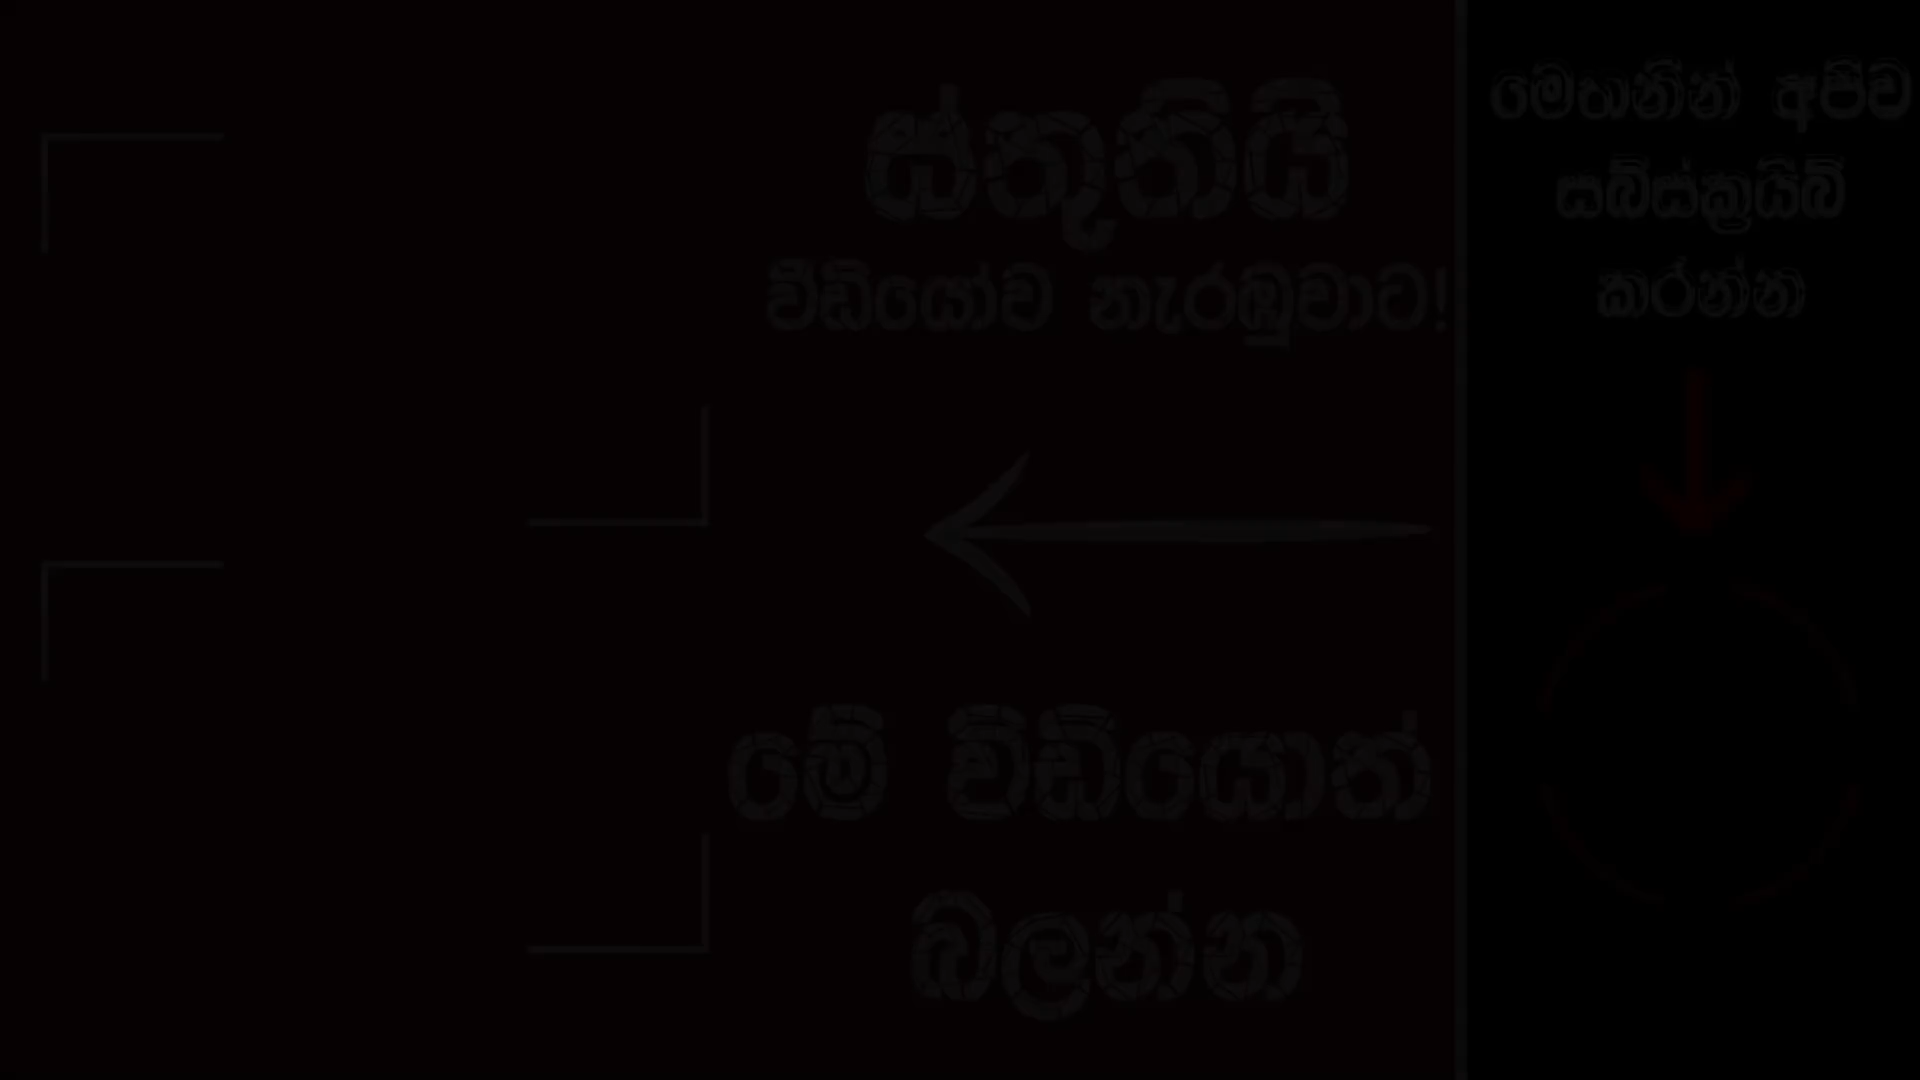 ස්තූතියි
වීඩියෝව නැරඹූවාට!
මේ වීඩියොත්
බලන්න
මෙතනින් අපිව
සබ්ස්ක්‍රයිබ්
කරන්න